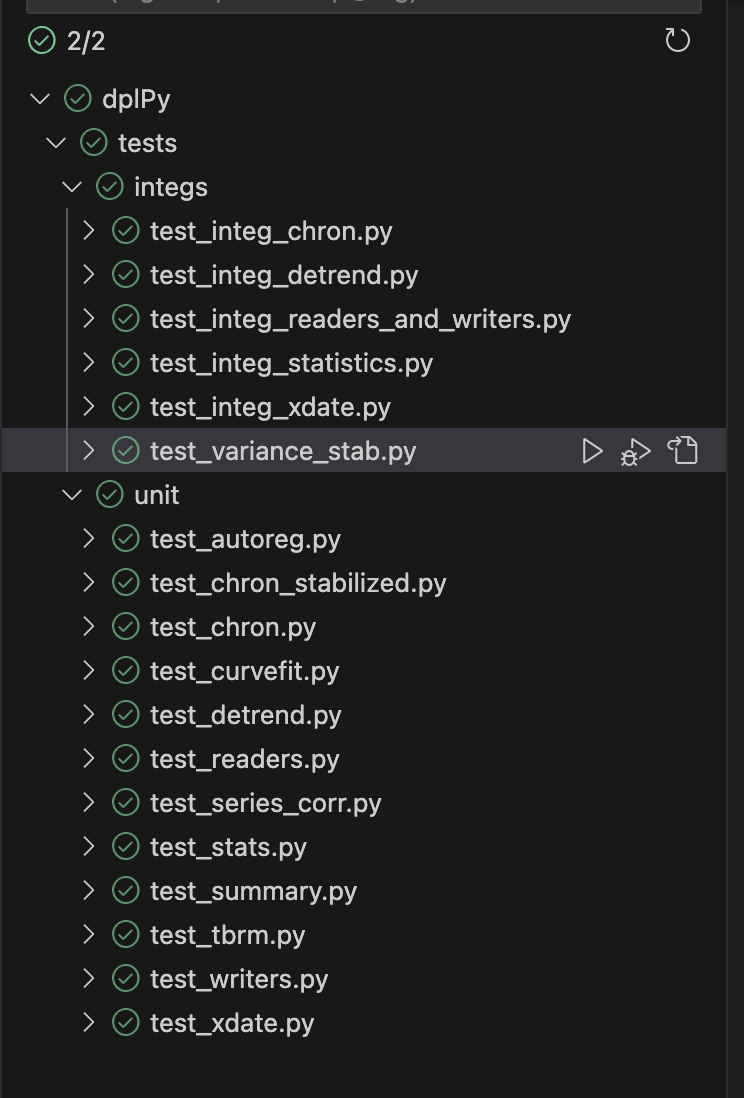 2/2
dplPy
tests
integs
test_integ_chron.py
test_integ_detrend.py
test_integ_readers_and_writers.py
test_integ_statistics.py
test_integ_xdate.py
test_variance_stab.py
unit
test_autoreg.py
test_chron_stabilized.py
test_chron.py
test_curvefit.py
test_detrend.py
test_readers.py
test_series_corr.py
test_stats.py
test_summary.py
test_tbrm.py
test_writers.py
test_xdate.py